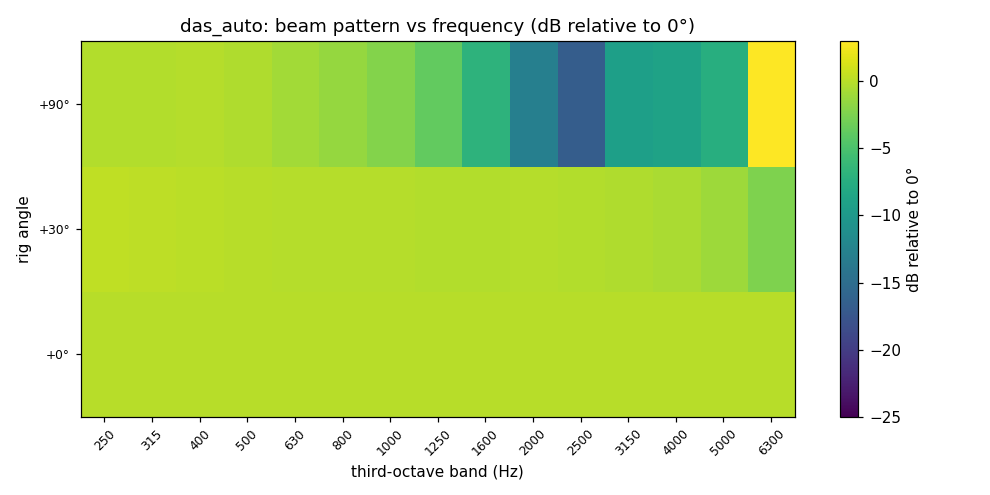 das_auto: beam pattern vs frequency (dB relative to 0°)
+90°
+30°
+0°
rig angle
250 315 400 500 630 800 1000 1250 1600 2000 2500 3150 4000 5000 6300
third-octave band (Hz)
0
−5
−10
−15
−20
−25
dB relative to 0°